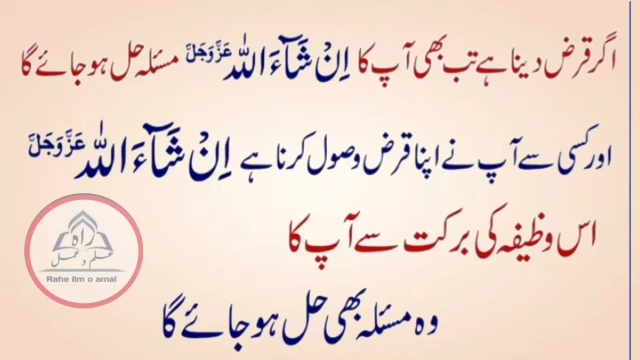 اگر قرض دینا ہے تب بھی آپ کا اِنْ شَآءَ اللہ عَزَّوَجَلَّ مسئلہ حل ہو جائے گا
اور کسی سے آپ نے اپنا قرض وصول کرنا ہے اِنْ شَآءَ اللہ عَزَّوَجَلَّ
اس وظیفہ کی برکت سے آپ کا
راہ
علم و عمل
Rahe ilm o amal
وہ مسئلہ بھی حل ہو جائے گا